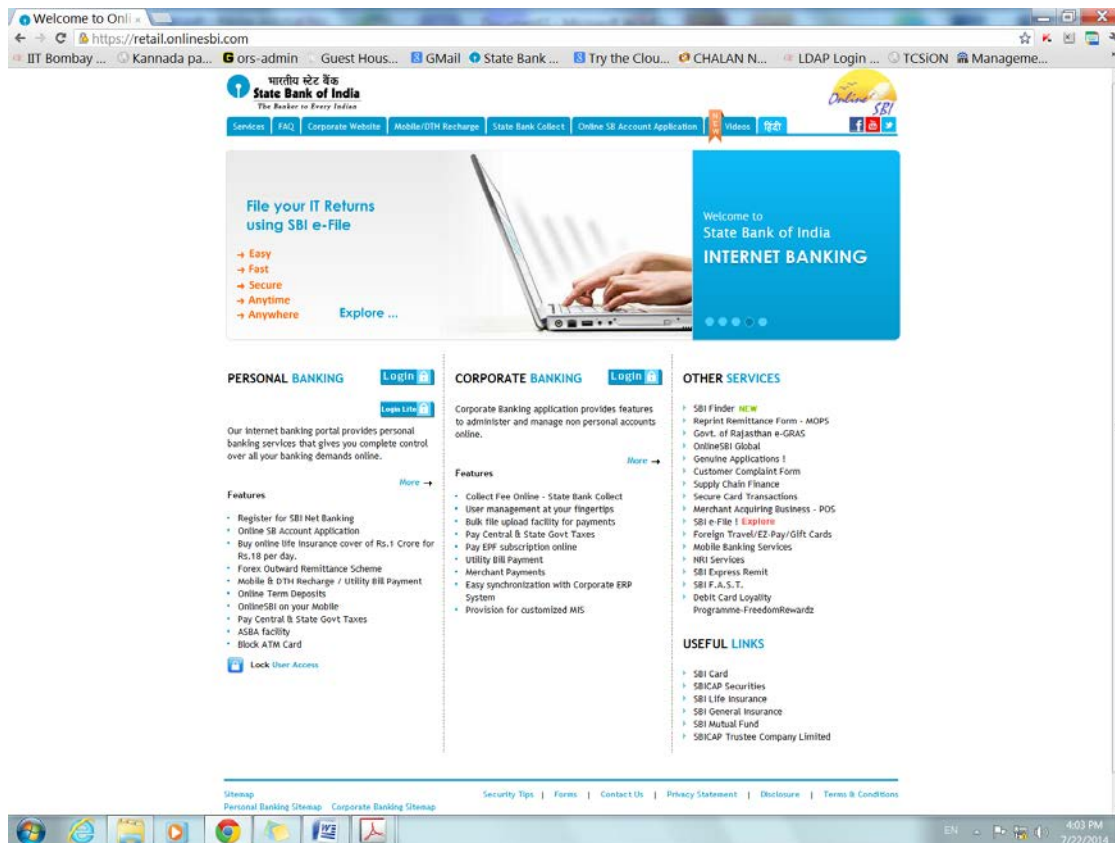 Welcome to Onli
https://retail.onlinesbi.com
IIT Bombay ... Kannada pa... ors-admin Guest Hous... GMail State Bank ... Try the Clou... CHALAN N... LDAP Login ... TCSiON Manageme...
भारतीय स्टेट बैंक
State Bank of India
The Banker to Every Indian
Online SBI
Services FAQ Corporate Website Mobile/DTH Recharge State Bank Collect Online SB Account Application NEW Videos हिंदी
File your IT Returns
using SBI e-File
Easy
Fast
Secure
Anytime
Anywhere
Explore ...
Welcome to
State Bank of India
INTERNET BANKING
PERSONAL BANKING Login
Login Lite
Our internet banking portal provides personal
banking services that gives you complete control
over all your banking demands online.
More
Features
Register for SBI Net Banking
Online SB Account Application
Buy online life insurance cover of Rs.1 Crore for
Rs.18 per day.
Forex Outward Remittance Scheme
Mobile & DTH Recharge / Utility Bill Payment
Online Term Deposits
OnlineSBI on your Mobile
Pay Central & State Govt Taxes
ASBA facility
Block ATM Card
Lock User Access
CORPORATE BANKING Login
Corporate Banking application provides features
to administer and manage non personal accounts
online.
More
Features
Collect Fee Online - State Bank Collect
User management at your fingertips
Bulk file upload facility for payments
Pay Central & State Govt Taxes
Pay EPF subscription online
Utility Bill Payment
Merchant Payments
Easy synchronization with Corporate ERP
System
Provision for customized MIS
OTHER SERVICES
SBI Finder NEW
Reprint Remittance Form - MOPS
Govt. of Rajasthan e-GRAS
OnlineSBI Global
Genuine Applications !
Customer Complaint Form
Supply Chain Finance
Secure Card Transactions
Merchant Acquiring Business - POS
SBI e-File ! Explore
Foreign Travel/EZ-Pay/Gift Cards
Mobile Banking Services
NRI Services
SBI Express Remit
SBI F.A.S.T.
Debit Card Loyality
Programme-FreedomRewardz
USEFUL LINKS
SBI Card
SBICAP Securities
SBI Life Insurance
SBI General Insurance
SBI Mutual Fund
SBICAP Trustee Company Limited
Sitemap
Personal Banking Sitemap Corporate Banking Sitemap
Security Tips | Forms | Contact Us | Privacy Statement | Disclosure | Terms & Conditions
EN 4:03 PM
7/22/2014